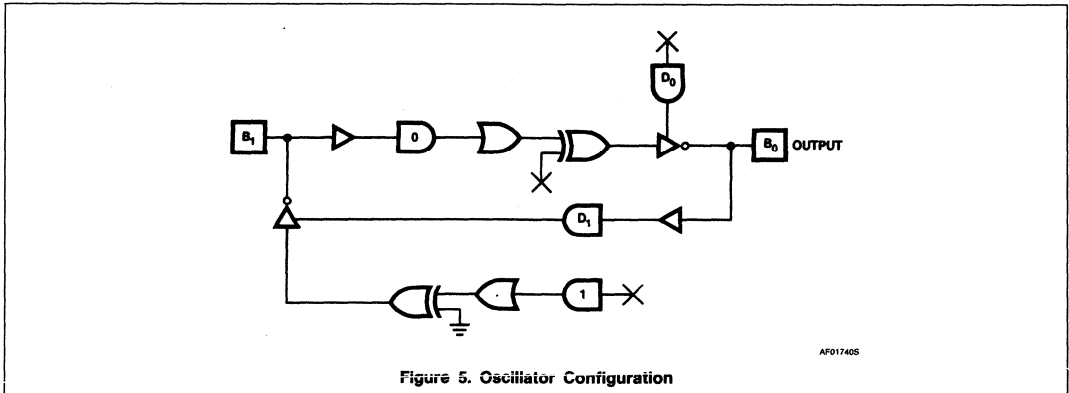 D0
B1
0
B0 OUTPUT
D1
1
AF01740S
Figure 5. Oscillator Configuration